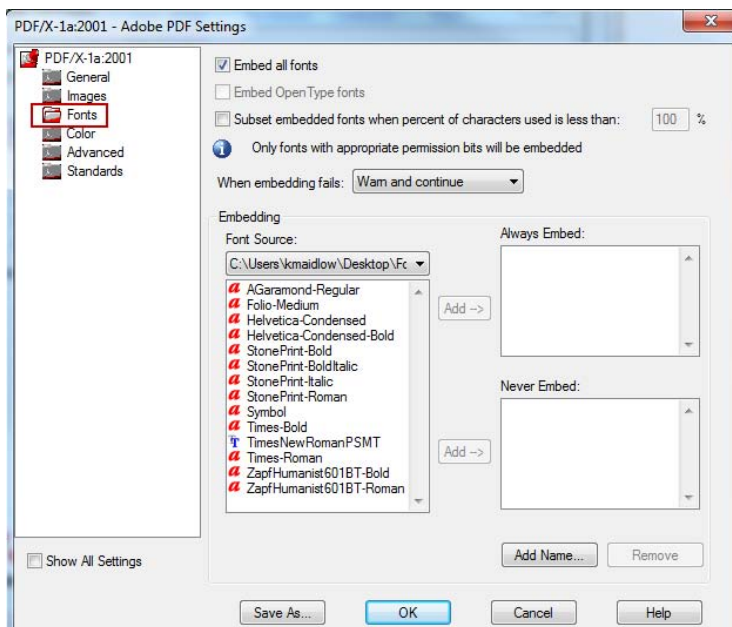 PDF/X-1a:2001 - Adobe PDF Settings
PDF/X-1a:2001
General
Images
Fonts
Color
Advanced
Standards
Show All Settings
Embed all fonts
Embed OpenType fonts
Subset embedded fonts when percent of characters used is less than: 100 %
Only fonts with appropriate permission bits will be embedded
When embedding fails: Warn and continue
Embedding
Font Source:
C:\Users\kmaidlow\Desktop\Fc
AGaramond-Regular
Folio-Medium
Helvetica-Condensed
Helvetica-Condensed-Bold
StonePrint-Bold
StonePrint-BoldItalic
StonePrint-Italic
StonePrint-Roman
Symbol
Times-Bold
TimesNewRomanPSMT
Times-Roman
ZapfHumanist601BT-Bold
ZapfHumanist601BT-Roman
Add -->
Add -->
Always Embed:
Never Embed:
Add Name...
Remove
Save As...
OK
Cancel
Help